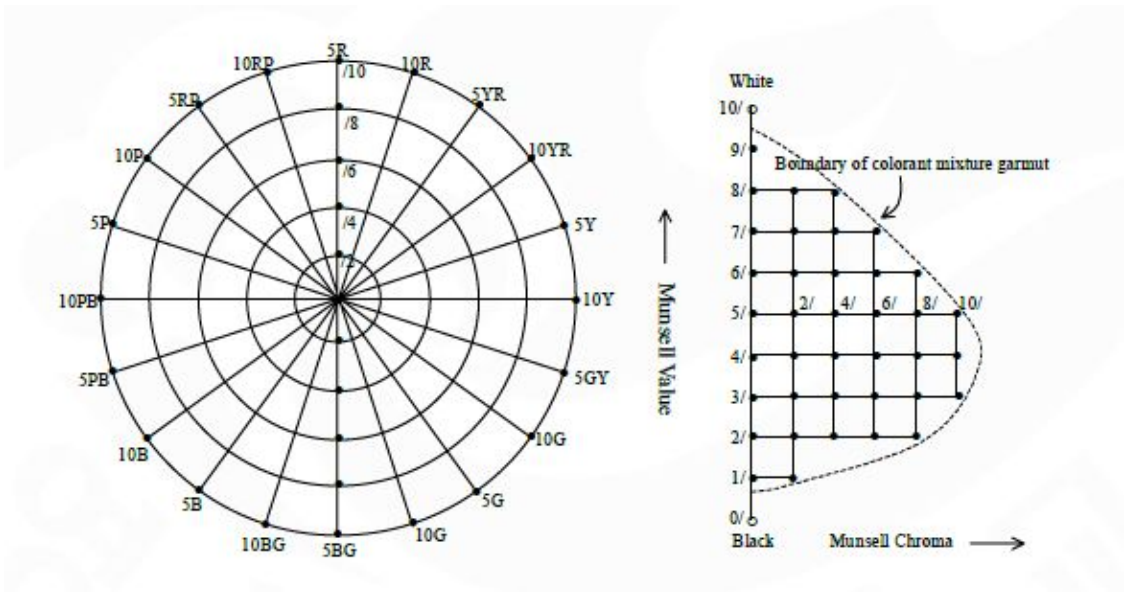 5R
10RP
10R
/10
5RP
5YR
/8
10P
10YR
/6
5P
/4
5Y
/2
10PB
10Y
5PB
5GY
10B
10G
5B
5G
10BG
10G
5BG
White
10/
9/
Boundary of colorant mixture garmut
8/
7/
6/
5/
2/ 4/ 6/ 8/ 10/
4/
3/
2/
1/
0/
Black
Munsell Chroma
Munsell Value